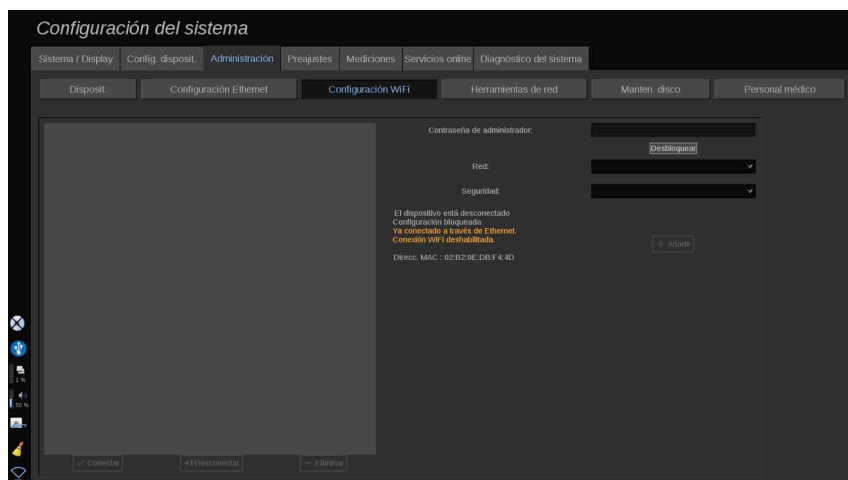 Configuración del sistema
Sistema / Display Config. disposit. Administración Preajustes Mediciones Servicios online Diagnóstico del sistema
Disposit. Configuración Ethernet Configuración WiFi Herramientas de red Manten. disco Personal médico
Contraseña de administrador:
Desbloquear
Red:
Seguridad:
El dispositivo está desconectado
Configuración bloqueada
Ya conectado a través de Ethernet.
Conexión WiFi deshabilitada.
Añadir
Direcc. MAC : 02:B2:0E:DB:F4:4D
1 %
50 %
Conectar Desconectar Eliminar